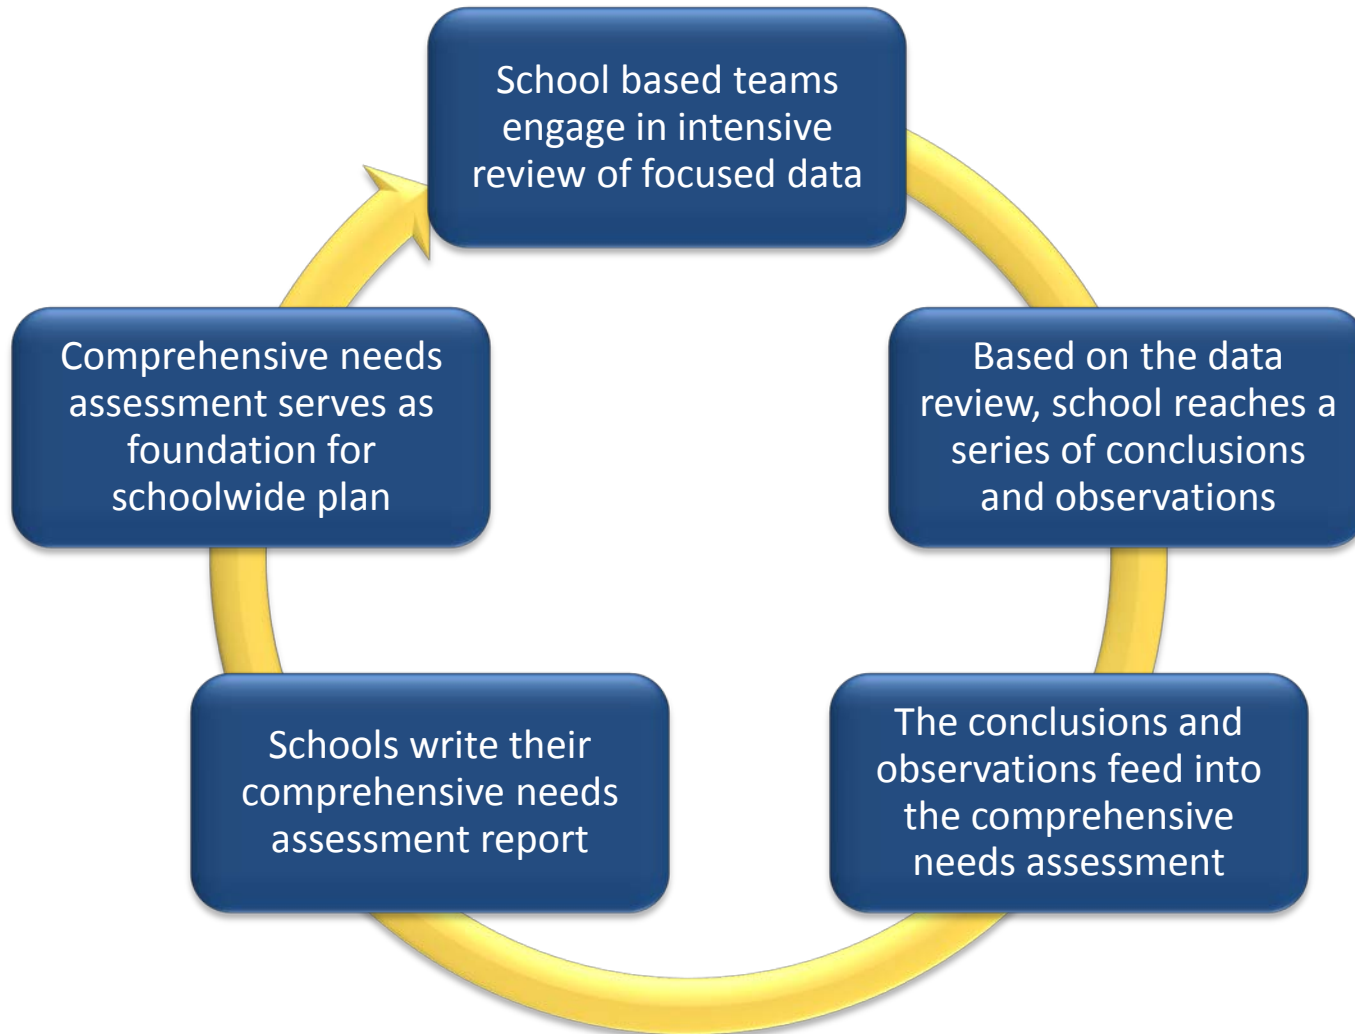 School based teams
engage in intensive
review of focused data
Based on the data
review, school reaches a
series of conclusions
and observations
The conclusions and
observations feed into
the comprehensive
needs assessment
Schools write their
comprehensive needs
assessment report
Comprehensive needs
assessment serves as
foundation for
schoolwide plan